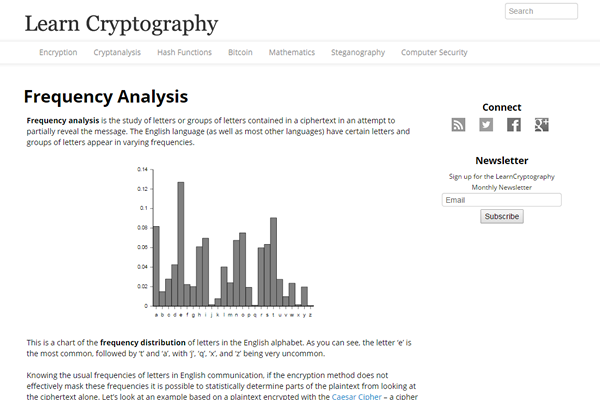 Learn Cryptography
Search
Encryption Cryptanalysis Hash Functions Bitcoin Mathematics Steganography Computer Security
Frequency Analysis
Frequency analysis is the study of letters or groups of letters contained in a ciphertext in an attempt to
partially reveal the message. The English language (as well as most other languages) have certain letters and
groups of letters appear in varying frequencies.
0.14
0.12
0.1
0.08
0.06
0.04
0.02
0
a b c d e f g h i j k l m n o p q r s t u v w x y z
This is a chart of the frequency distribution of letters in the English alphabet. As you can see, the letter 'e' is
the most common, followed by 't' and 'a', with 'j', 'q', 'x', and 'z' being very uncommon.
Knowing the usual frequencies of letters in English communication, if the encryption method does not
effectively mask these frequencies it is possible to statistically determine parts of the plaintext from looking at
the ciphertext alone. Let's look at an example based on a plaintext encrypted with the Caesar Cipher – a cipher
Connect
Newsletter
Sign up for the LearnCryptography
Monthly Newsletter
Email
Subscribe